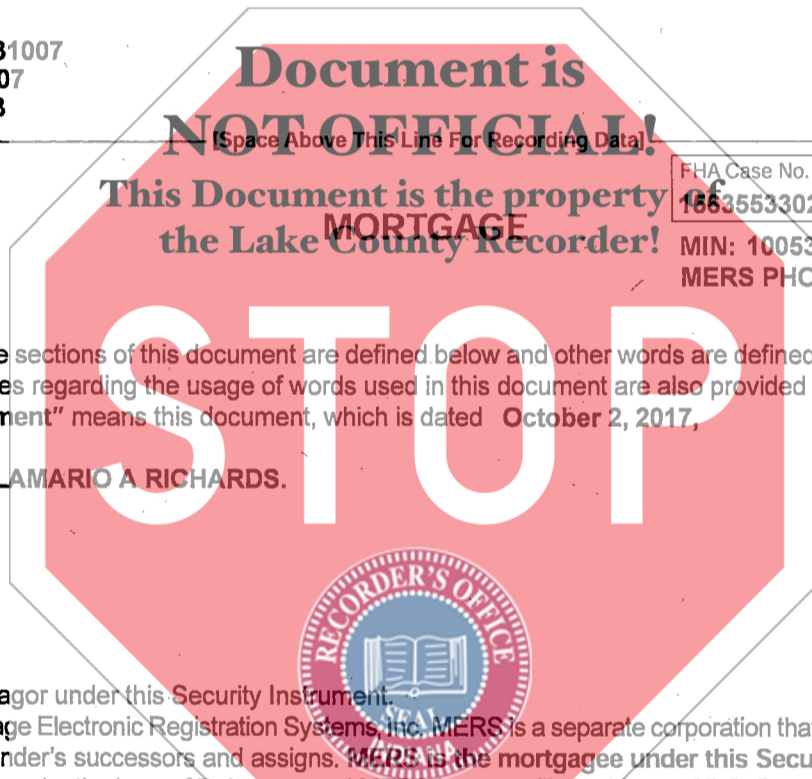 31007
07
Document is
NOT OFFICIAL!
[Space Above This Line For Recording Data]
FHA Case No.
This Document is the property of
MORTGAGE
the Lake County Recorder!
MIN: 10053
MERS PHO
e sections of this document are defined below and other words are defined
es regarding the usage of words used in this document are also provided
ment" means this document, which is dated October 2, 2017,
STOP
LAMARIO A RICHARDS.
RECORDER'S OFFICE
SEAL
agor under this Security Instrument.
age Electronic Registration Systems, Inc. MERS is a separate corporation that
nder's successors and assigns. MERS is the mortgagee under this Secu